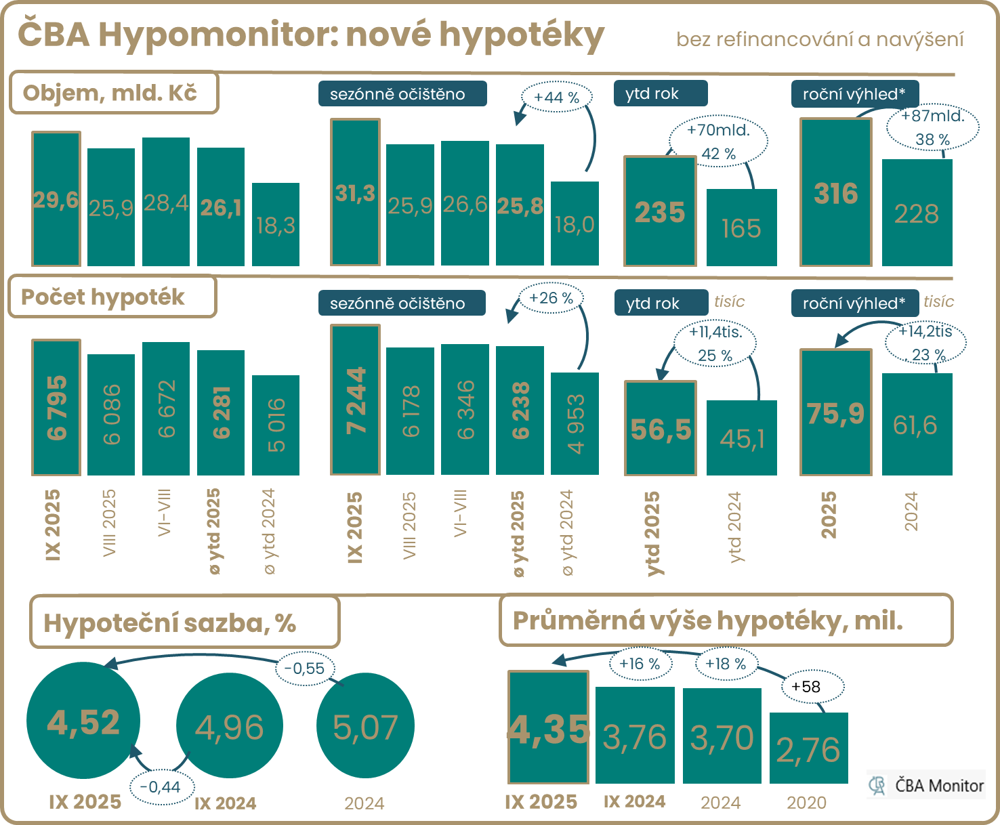 ČBA Hypomonitor: nové hypotéky
bez refinancování a navýšení
Objem, mld. Kč
29,6
25,9
28,4
26,1
18,3
sezónně očištěno
+44 %
31,3
25,9
26,6
25,8
18,0
ytd rok
+70mld.
42 %
235
165
roční výhled*
+87mld.
38 %
316
228
Počet hypoték
6 795
6 086
6 672
6 281
5 016
sezónně očištěno
+26 %
7 244
6 178
6 346
6 238
4 953
ytd rok
tisíc
+11,4tis.
25 %
56,5
45,1
roční výhled*
tisíc
+14,2tis
. 23 %
75,9
61,6
IX 2025
VIII 2025
VI-VIII
ø ytd 2025
ø ytd 2024
IX 2025
VIII 2025
VI-VIII
ø ytd 2025
ø ytd 2024
ytd 2025
ytd 2024
2025
2024
Hypoteční sazba, %
-0,55
4,52
4,96
5,07
-0,44
IX 2025
IX 2024
2024
Průměrná výše hypotéky, mil.
+16 %
+18 %
+58
4,35
3,76
3,70
2,76
IX 2025
IX 2024
2024
2020
ČBA Monitor